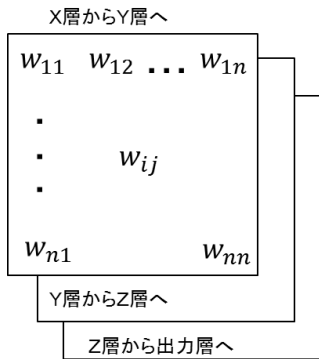 X層からY層へ
w₁₁ w₁₂ ... w₁ₙ
.
.
.
wᵢⱼ
wₙ₁ wₙₙ
Y層からZ層へ
Z層から出力層へ